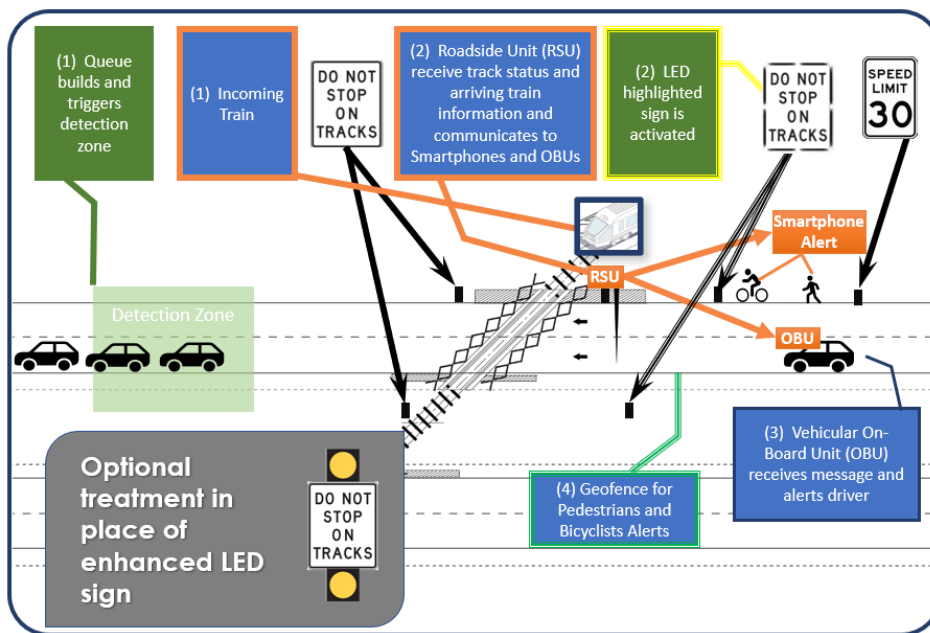 (1) Queue
builds and
triggers
detection
zone
(1) Incoming
Train
DO NOT
STOP
ON
TRACKS
(2) Roadside Unit (RSU)
receive track status and
arriving train
information and
communicates to
Smartphones and OBUs
(2) LED
highlighted
sign is
activated
DO NOT
STOP
ON
TRACKS
SPEED
LIMIT
30
Smartphone
Alert
RSU
Detection Zone
OBU
(3) Vehicular On-
Board Unit (OBU)
receives message and
alerts driver
(4) Geofence for
Pedestrians and
Bicyclists Alerts
Optional
treatment in
place of
enhanced LED
sign
DO NOT
STOP
ON
TRACKS